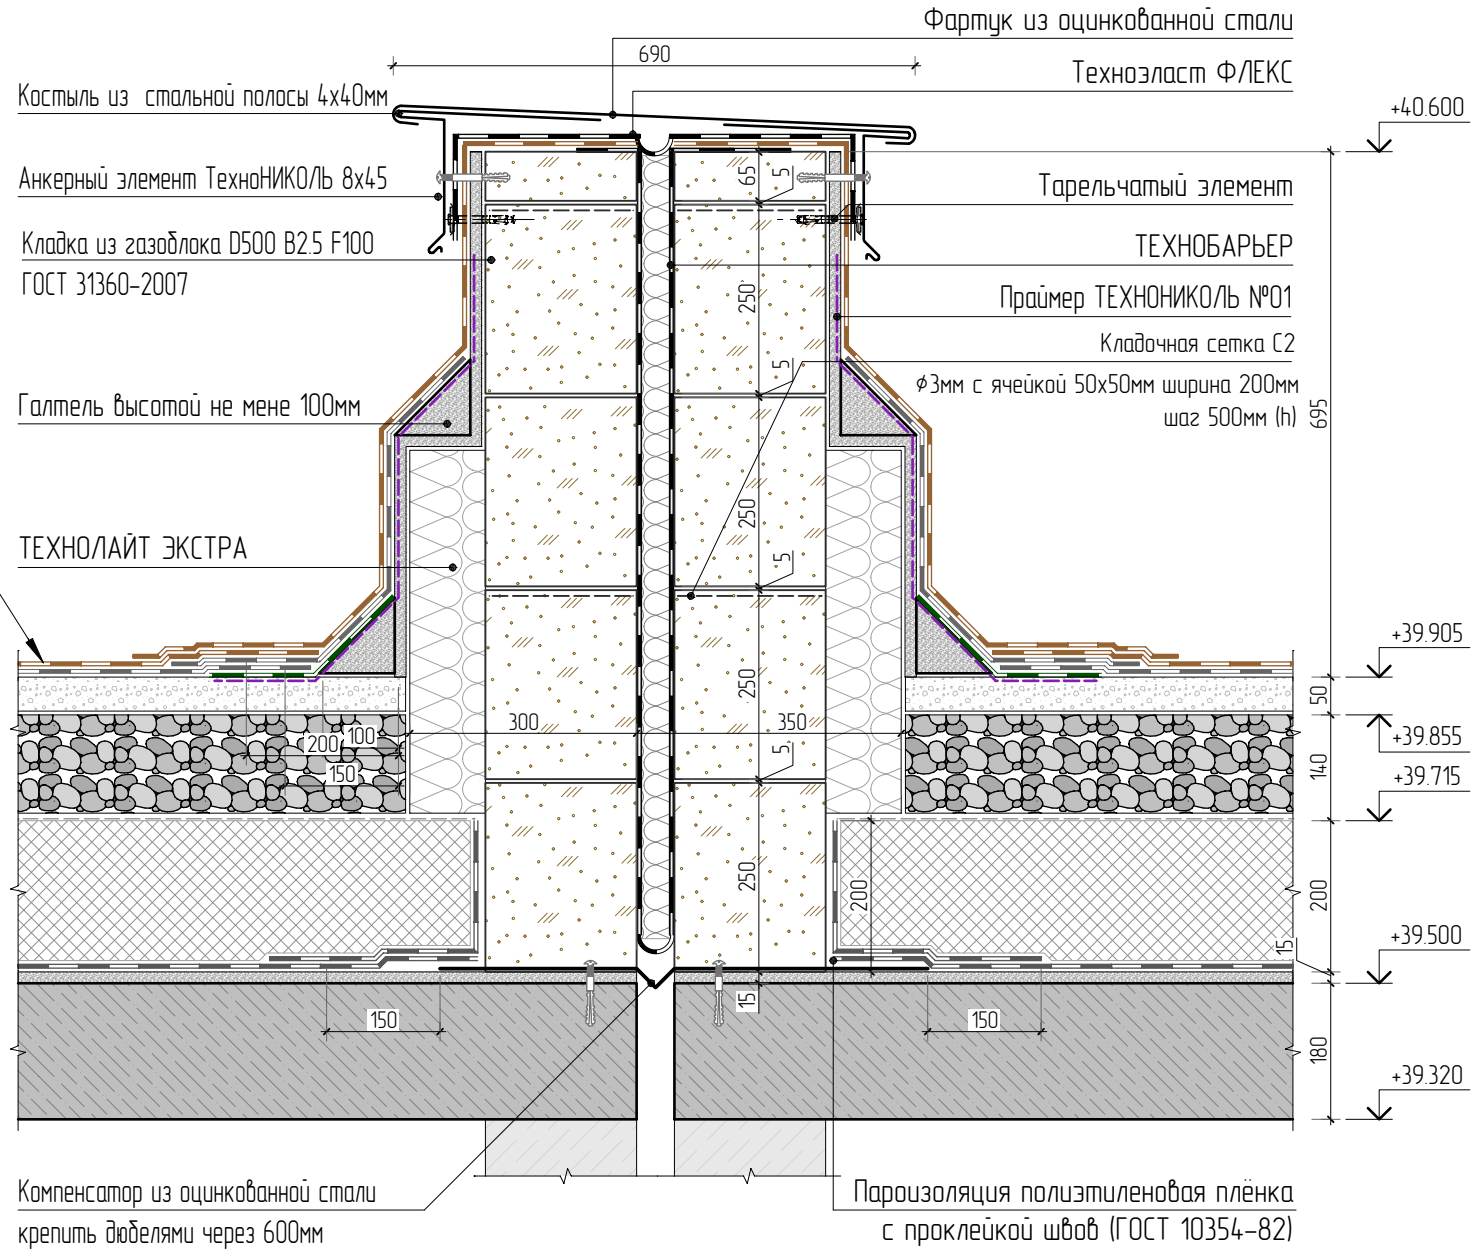 Фартук из оцинкованной стали
690
Техноэласт ФЛЕКС
Костыль из стальной полосы 4х40мм
+40.600
Анкерный элемент ТехноНИКОЛЬ 8х45
65
5
Тарельчатый элемент
Кладка из газоблока D500 B2.5 F100
ГОСТ 31360-2007
ТЕХНОБАРЬЕР
250
Праймер ТЕХНОНИКОЛЬ №01
Кладочная сетка С2
ϕ3мм с ячейкой 50х50мм ширина 200мм
шаг 500мм (h)
5
Галтель высотой не мене 100мм
695
250
ТЕХНОЛАЙТ ЭКСТРА
5
+39.905
250
50
300
350
200
100
150
5
+39.855
140
+39.715
250
200
200
15
+39.500
15
150
150
180
+39.320
Компенсатор из оцинкованной стали
крепить дюбелями через 600мм
Пароизоляция полиэтиленовая плёнка
с проклейкой швов (ГОСТ 10354-82)